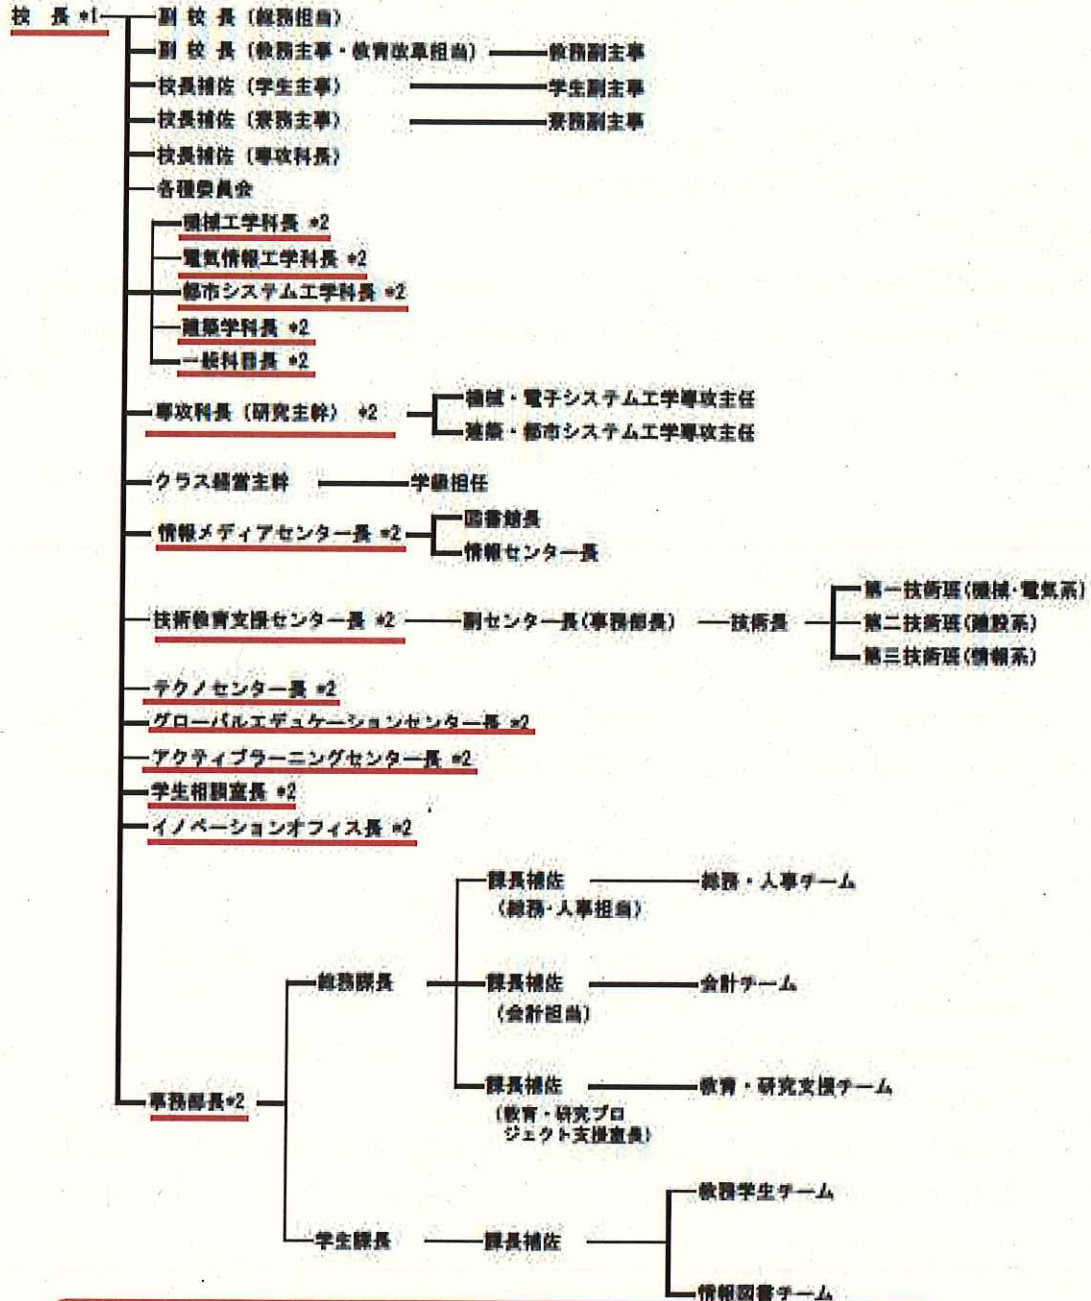 校 長 *1 副 校 長 (総務担当)
副 校 長 (教務主事・教育改革担当) 教務副主事
校長補佐 (学生主事) 学生副主事
校長補佐 (寮務主事) 寮務副主事
校長補佐 (専攻科長)
各種委員会
機械工学科長 *2
電気情報工学科長 *2
都市システム工学科長 *2
建築学科長 *2
一般科目長 *2
専攻科長 (研究主幹) *2 機械・電子システム工学専攻主任
建築・都市システム工学専攻主任
クラス経営主幹 学級担任
情報メディアセンター長 *2 図書館長
情報センター長
技術教育支援センター長 *2 副センター長(事務部長) 技術長 第一技術班(機械・電気系)
第二技術班(建設系)
第三技術班(情報系)
テクノセンター長 *2
グローバルエデュケーションセンター長 *2
アクティブラーニングセンター長 *2
学生相談室長 *2
イノベーションオフィス長 *2
課長補佐 総務・人事チーム
(総務・人事担当)
総務課長 課長補佐 会計チーム
(会計担当)
課長補佐 教育・研究支援チーム
事務部長*2
(教育・研究プロ
ジェクト支援室長)
教務学生チーム
学生課長 課長補佐
情報図書チーム